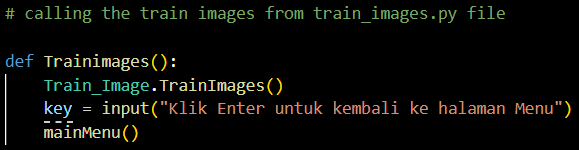 # calling the train images from train_images.py file
def Trainimages():
Train_Image.TrainImages()
key = input("Klik Enter untuk kembali ke halaman Menu")
mainMenu()